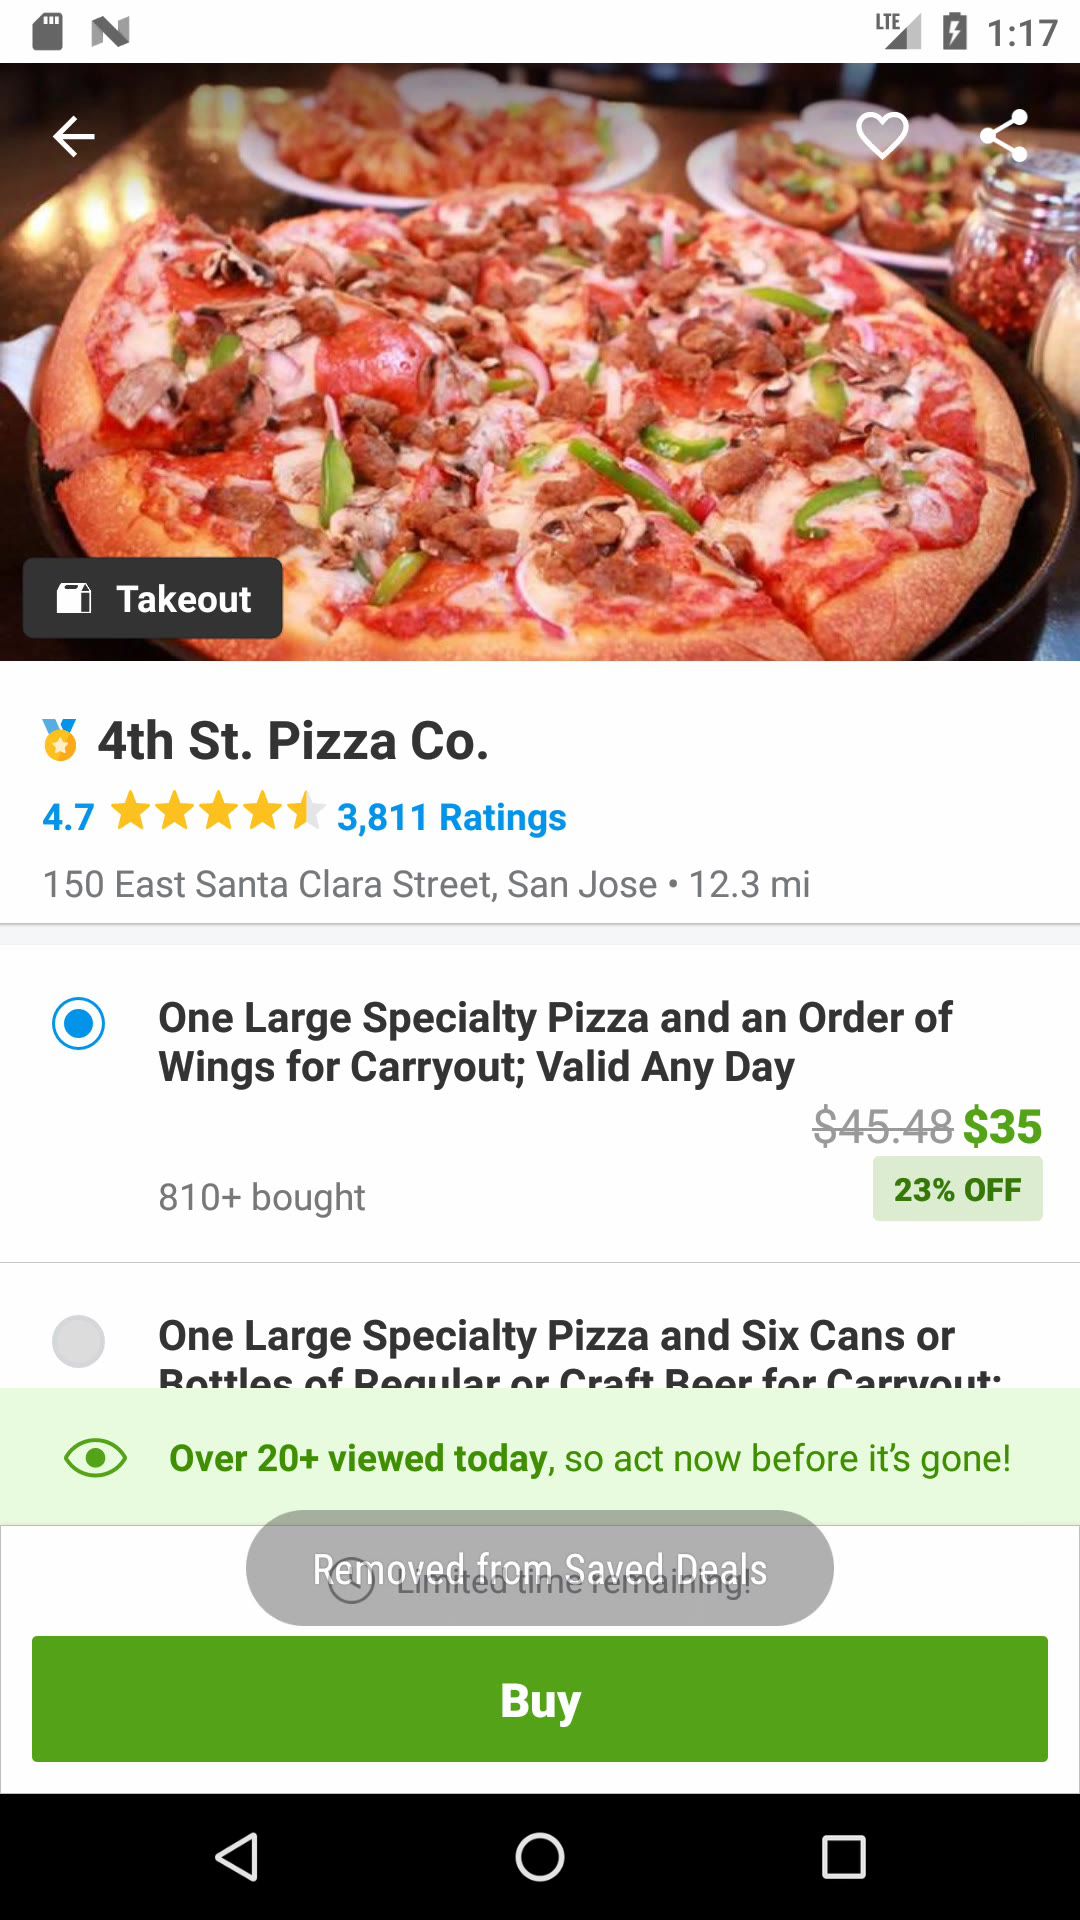 LTE 1:17
Takeout
4th St. Pizza Co.
4.7 3,811 Ratings
150 East Santa Clara Street, San Jose • 12.3 mi
One Large Specialty Pizza and an Order of
Wings for Carryout; Valid Any Day
$45.48 $35
810+ bought
23% OFF
One Large Specialty Pizza and Six Cans or
Bottles of Regular or Craft Beer for Carryout;
Over 20+ viewed today, so act now before it's gone!
Removed from Saved Deals
Limited time remaining!
Buy